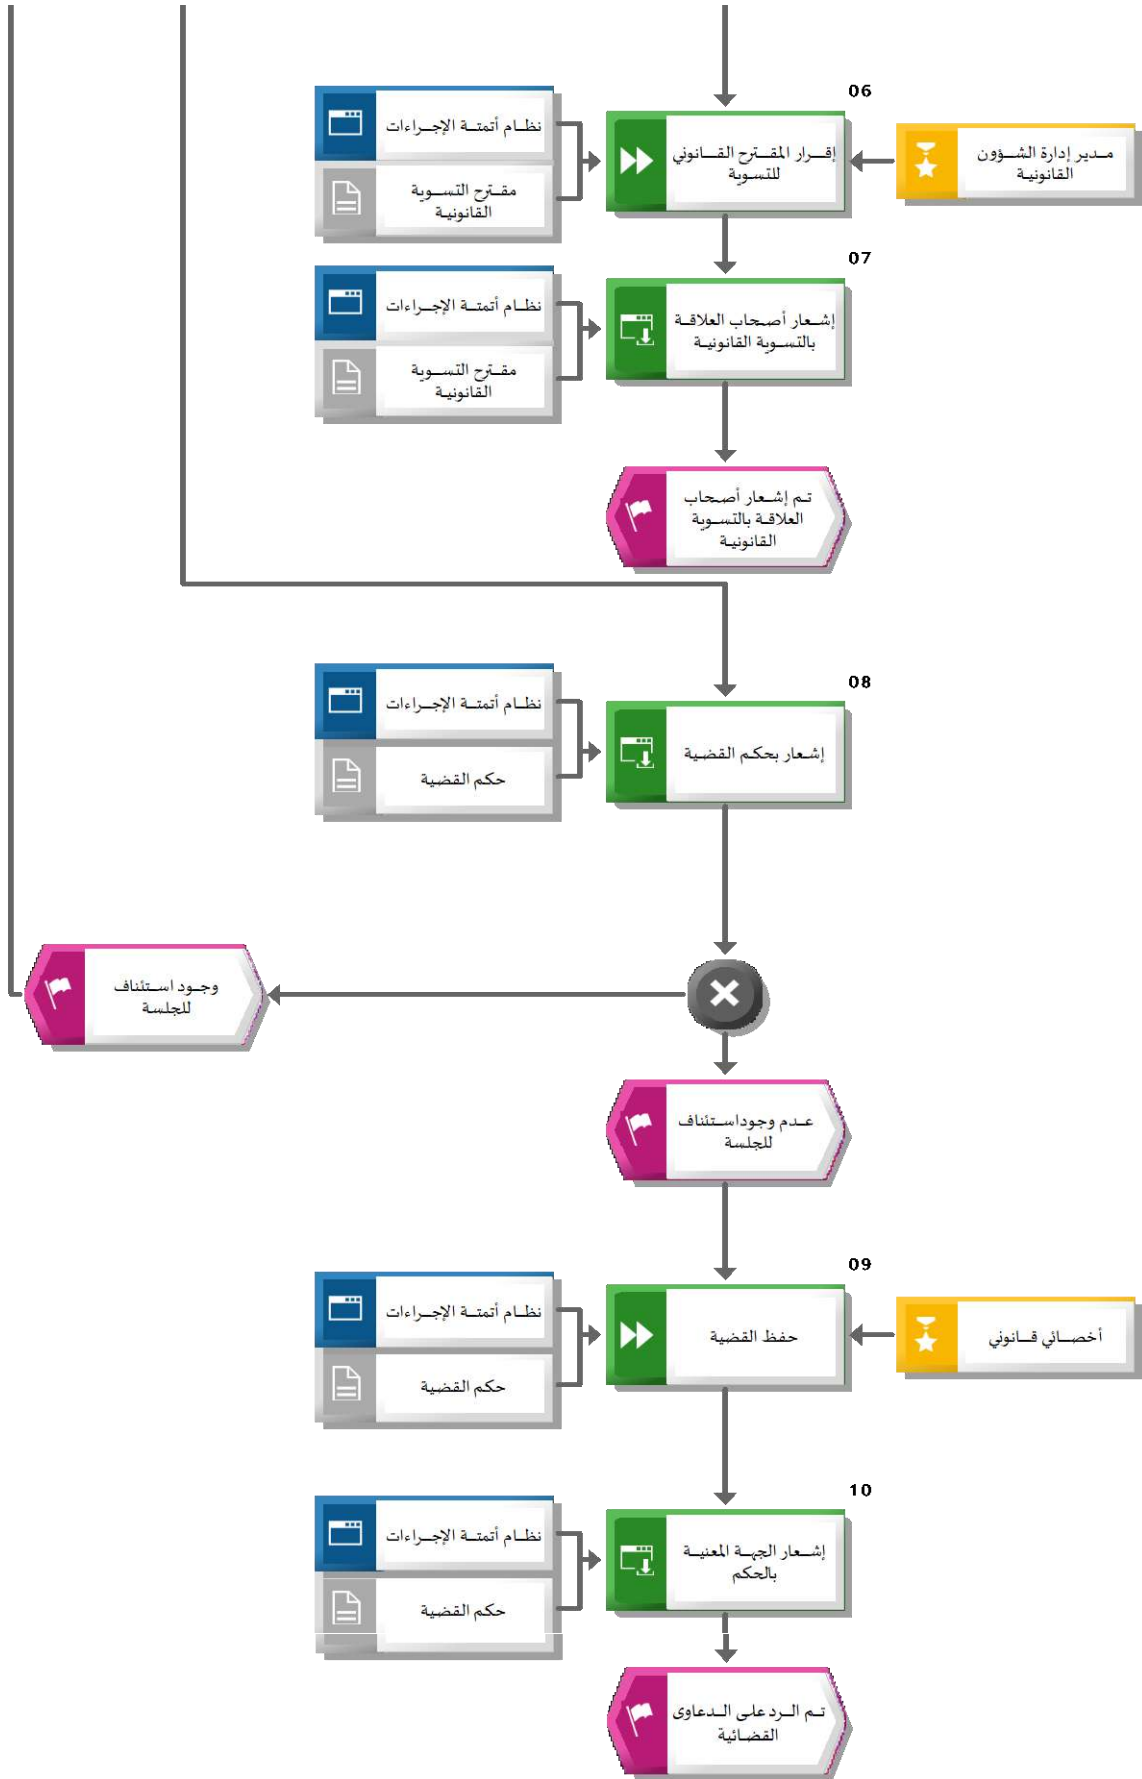 06
مدير إدارة الشؤون
القانونية
إقرار المقترح القانوني
للتسوية
نظام أتمتة الإجراءات
مقترح التسوية
القانونية
07
إشعار أصحاب العلاقة
بالتسوية القانونية
نظام أتمتة الإجراءات
مقترح التسوية
القانونية
تم إشعار أصحاب
العلاقة بالتسوية
القانونية
08
إشعار بحكم القضية
نظام أتمتة الإجراءات
حكم القضية
وجود استئناف
للجلسة
عدم وجود استئناف
للجلسة
09
أخصائي قانوني
حفظ القضية
نظام أتمتة الإجراءات
حكم القضية
10
إشعار الجهة المعنية
بالحكم
نظام أتمتة الإجراءات
حكم القضية
تم الرد على الدعاوى
القضائية